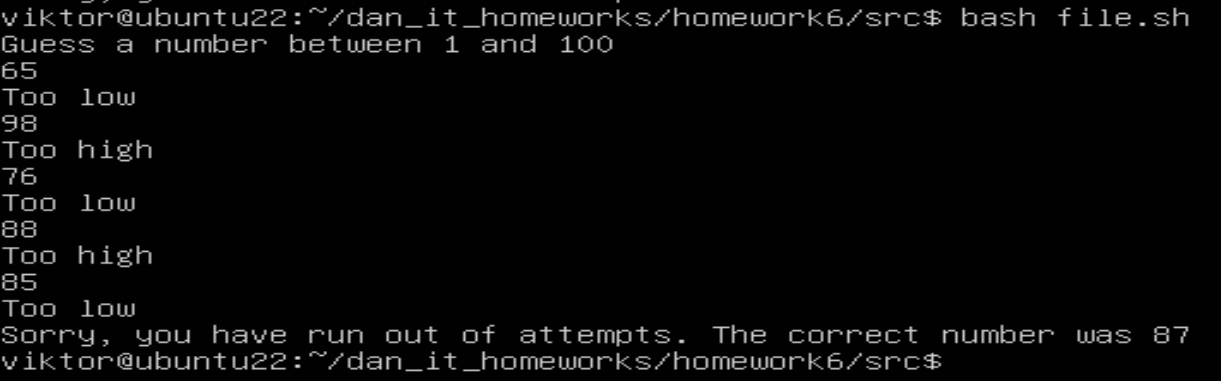 viktor@ubuntu22:~/dan_it_homeworks/homework6/src$ bash file.sh
Guess a number between 1 and 100
65
Too low
98
Too high
76
Too low
88
Too high
85
Too low
Sorry, you have run out of attempts. The correct number was 87
viktor@ubuntu22:~/dan_it_homeworks/homework6/src$